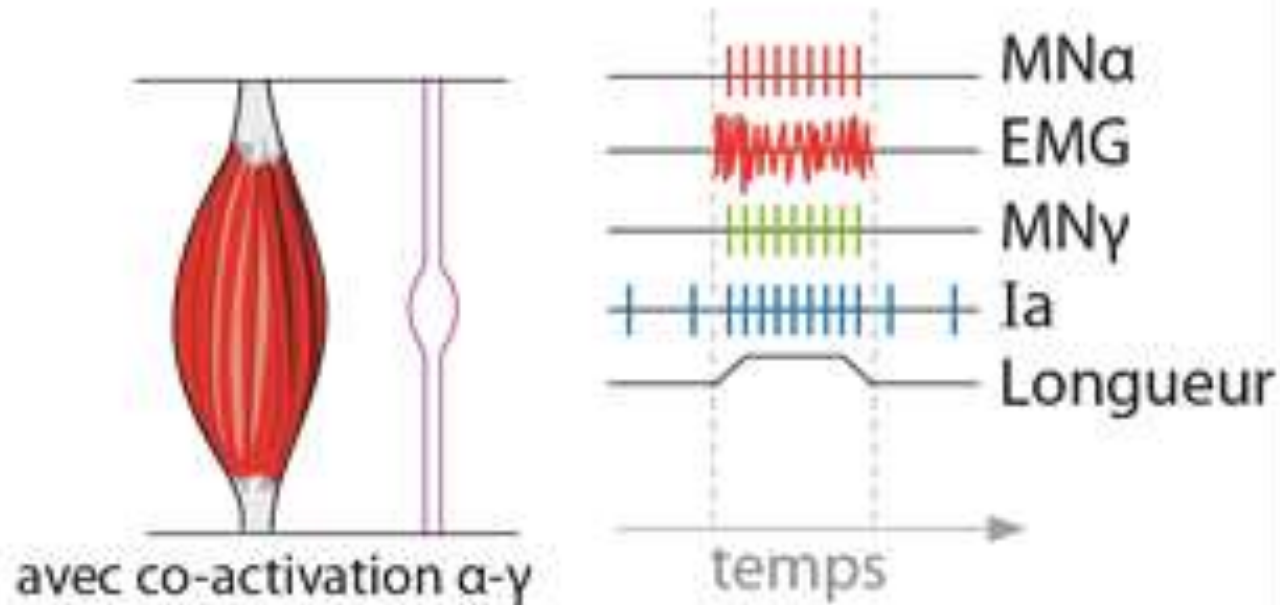 MNα
EMG
MNγ
Ia
Longueur
temps
avec co-activation α-γ